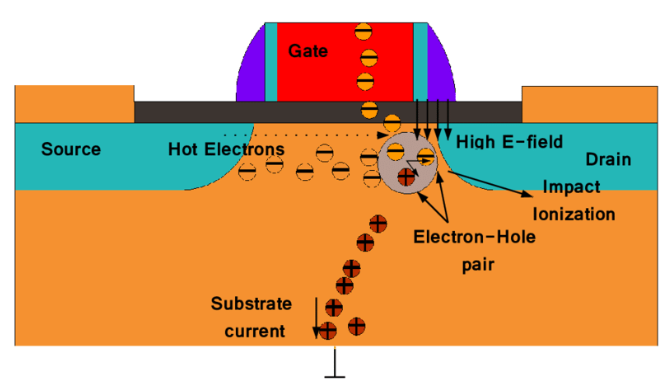 Gate
Source
Hot Electrons
High E-field
Drain
Impact
Ionization
Electron-Hole
pair
Substrate
current